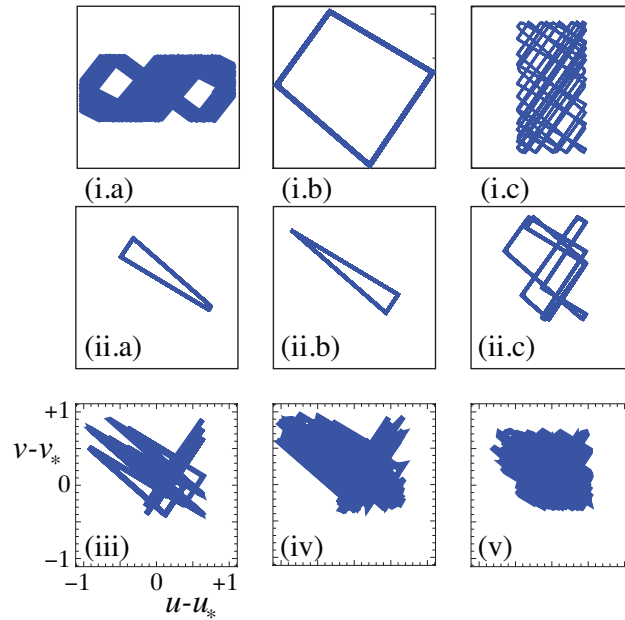 (i.a) (i.b) (i.c)
(ii.a) (ii.b) (ii.c)
+1
v-v*
0
-1
(iii) (iv) (v)
-1 0 +1
u-u*